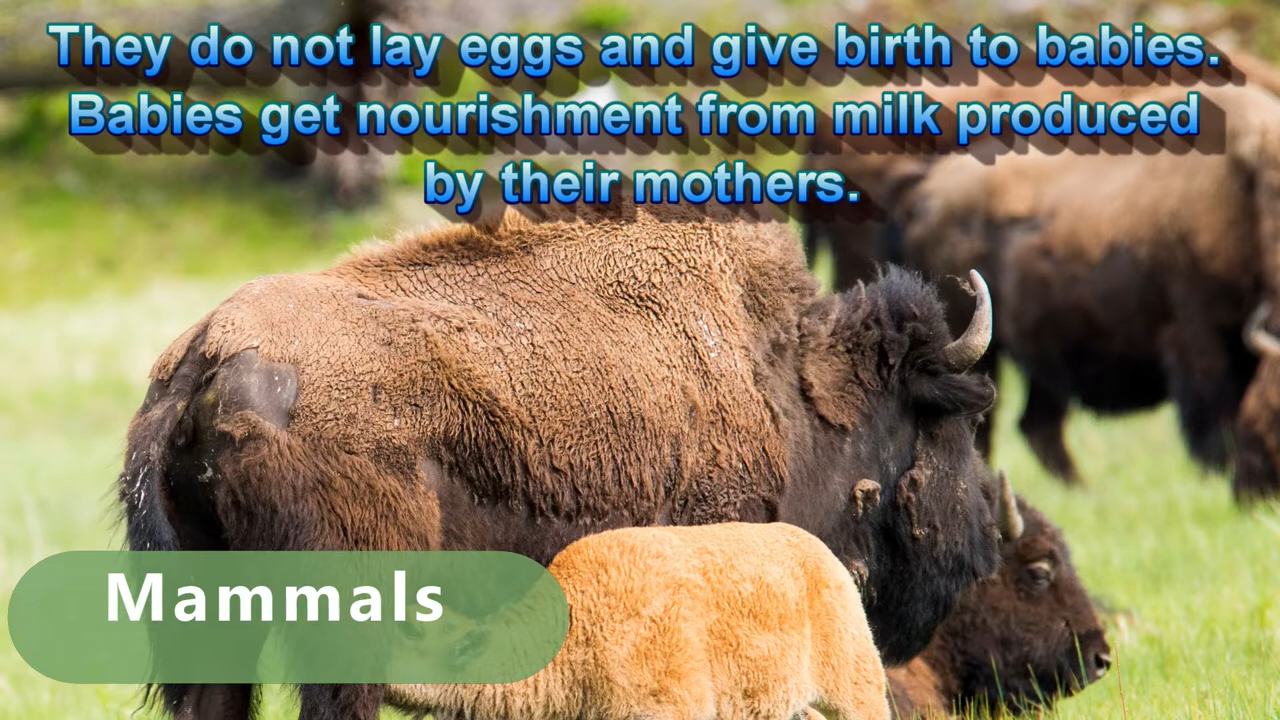 They do not lay eggs and give birth to babies.
Babies get nourishment from milk produced
by their mothers.
Mammals